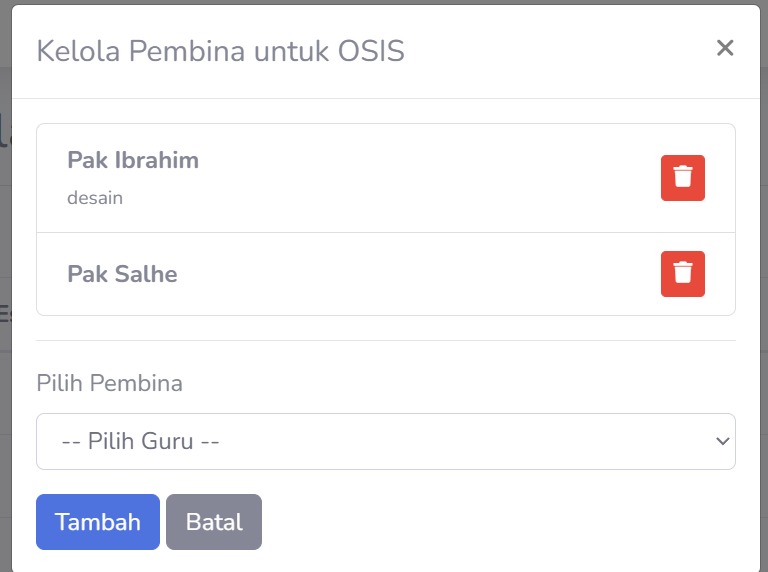 Kelola Pembina untuk OSIS
Pak Ibrahim
desain
Pak Salhe
Pilih Pembina
-- Pilih Guru --
Tambah
Batal